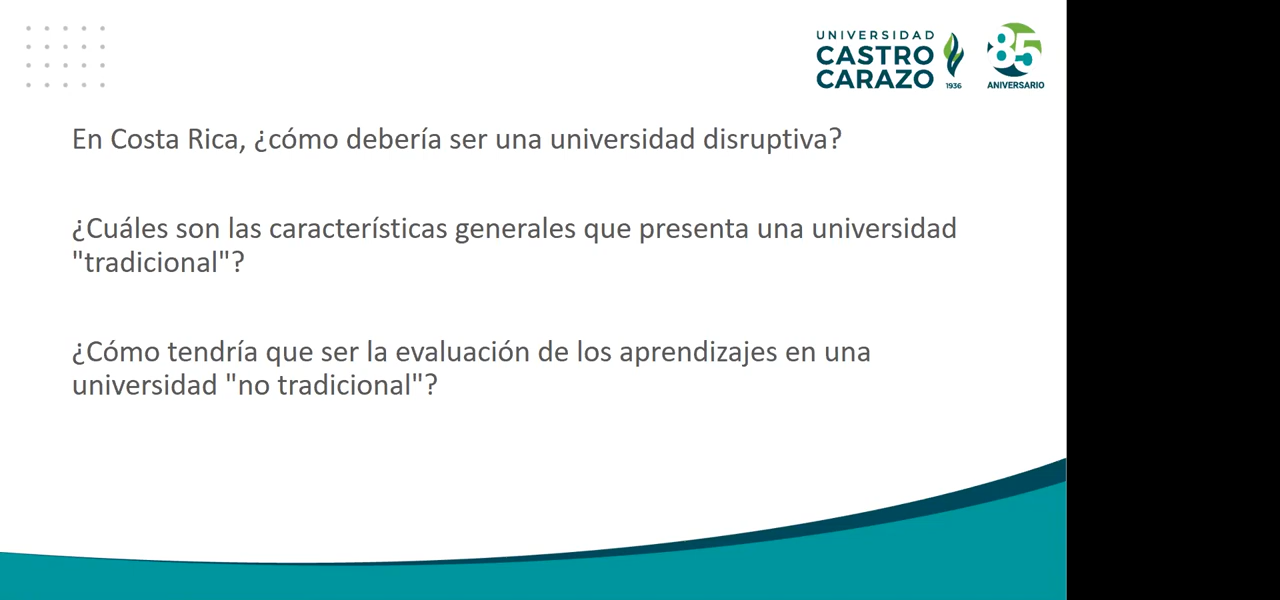 UNIVERSIDAD
CASTRO
CARAZO
1936
85
ANIVERSARIO
En Costa Rica, ¿cómo debería ser una universidad disruptiva?
¿Cuáles son las características generales que presenta una universidad
"tradicional"?
¿Cómo tendría que ser la evaluación de los aprendizajes en una
universidad "no tradicional"?